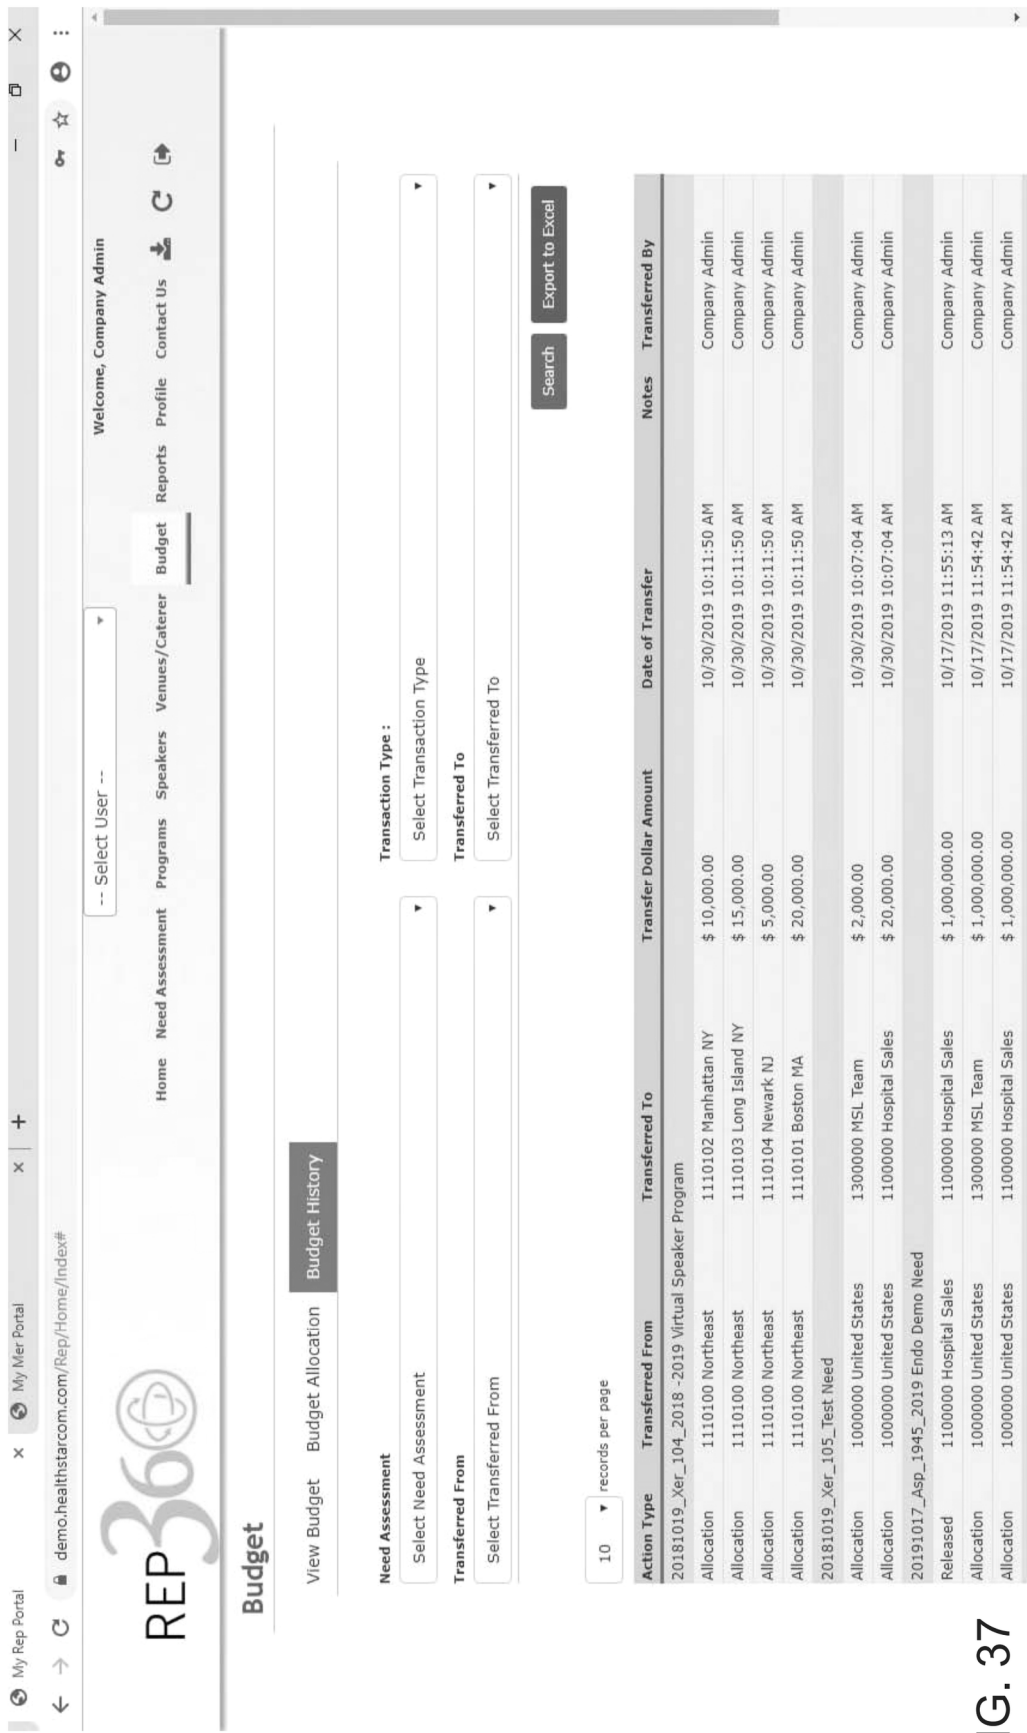 My Rep Portal × My Mer Portal × +
demo.healthstarcom.com/Rep/Home/Index#
-- Select User -- Welcome, Company Admin
REP360
Home Need Assessment Programs Speakers Venues/Caterer Budget Reports Profile Contact Us
Budget
View Budget Budget Allocation Budget History
Need Assessment Transaction Type :
Select Need Assessment Select Transaction Type
Transferred From Transferred To
Select Transferred From Select Transferred To
Search Export to Excel
10 records per page
Action Type Transferred From Transferred To Transfer Dollar Amount Date of Transfer Notes Transferred By
20181019_Xer_104_2018 -2019 Virtual Speaker Program
Allocation 1110100 Northeast 1110102 Manhattan NY $ 10,000.00 10/30/2019 10:11:50 AM Company Admin
Allocation 1110100 Northeast 1110103 Long Island NY $ 15,000.00 10/30/2019 10:11:50 AM Company Admin
Allocation 1110100 Northeast 1110104 Newark NJ $ 5,000.00 10/30/2019 10:11:50 AM Company Admin
Allocation 1110100 Northeast 1110101 Boston MA $ 20,000.00 10/30/2019 10:11:50 AM Company Admin
20181019_Xer_105_Test Need
Allocation 1000000 United States 1300000 MSL Team $ 2,000.00 10/30/2019 10:07:04 AM Company Admin
Allocation 1000000 United States 1100000 Hospital Sales $ 20,000.00 10/30/2019 10:07:04 AM Company Admin
20191017_Asp_1945_2019 Endo Demo Need
Released 1100000 Hospital Sales 1100000 Hospital Sales $ 1,000,000.00 10/17/2019 11:55:13 AM Company Admin
Allocation 1000000 United States 1300000 MSL Team $ 1,000,000.00 10/17/2019 11:54:42 AM Company Admin
Allocation 1000000 United States 1100000 Hospital Sales $ 1,000,000.00 10/17/2019 11:54:42 AM Company Admin
G. 37